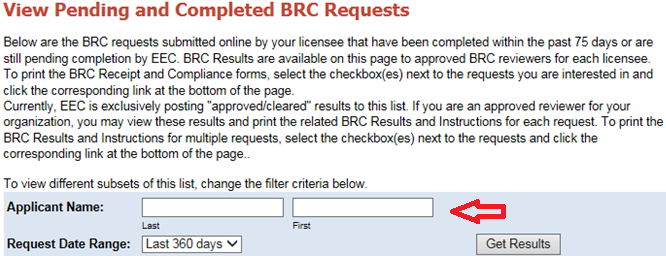 View Pending and Completed BRC Requests
Below are the BRC requests submitted online by your licensee that have been completed within the past 75 days or are
still pending completion by EEC. BRC Results are available on this page to approved BRC reviewers for each licensee.
To print the BRC Receipt and Compliance forms, select the checkbox(es) next to the requests you are interested in and
click the corresponding link at the bottom of the page.
Currently, EEC is exclusively posting "approved/cleared" results to this list. If you are an approved reviewer for your
organization, you may view these results and print the related BRC Results and Instructions for each request. To print the
BRC Results and Instructions for multiple requests, select the checkbox(es) next to the requests and click the
corresponding link at the bottom of the page..
To view different subsets of this list, change the filter criteria below.
Applicant Name:
Last First
Request Date Range: Last 360 days Get Results